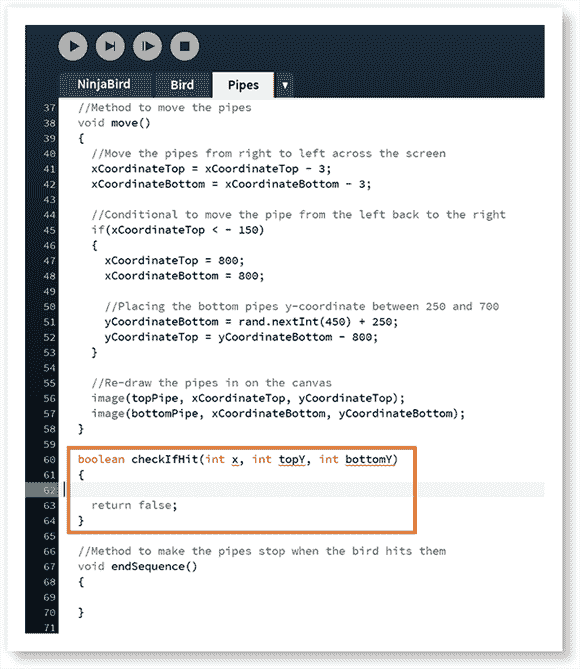 NinjaBird Bird Pipes ▼
37 //Method to move the pipes
38 void move()
39 {
40 //Move the pipes from right to left across the screen
41 xCoordinateTop = xCoordinateTop - 3;
42 xCoordinateBottom = xCoordinateBottom - 3;
43
44 //Conditional to move the pipe from the left back to the right
45 if(xCoordinateTop < - 150)
46 {
47 xCoordinateTop = 800;
48 xCoordinateBottom = 800;
49
50 //Placing the bottom pipes y-coordinate between 250 and 700
51 yCoordinateBottom = rand.nextInt(450) + 250;
52 yCoordinateTop = yCoordinateBottom - 800;
53 }
54
55 //Re-draw the pipes in on the canvas
56 image(topPipe, xCoordinateTop, yCoordinateTop);
57 image(bottomPipe, xCoordinateBottom, yCoordinateBottom);
58 }
59
60 boolean checkIfHit(int x, int topY, int bottomY)
61 {
62
63 return false;
64 }
65
66 //Method to make the pipes stop when the bird hits them
67 void endSequence()
68 {
69
70 }
71